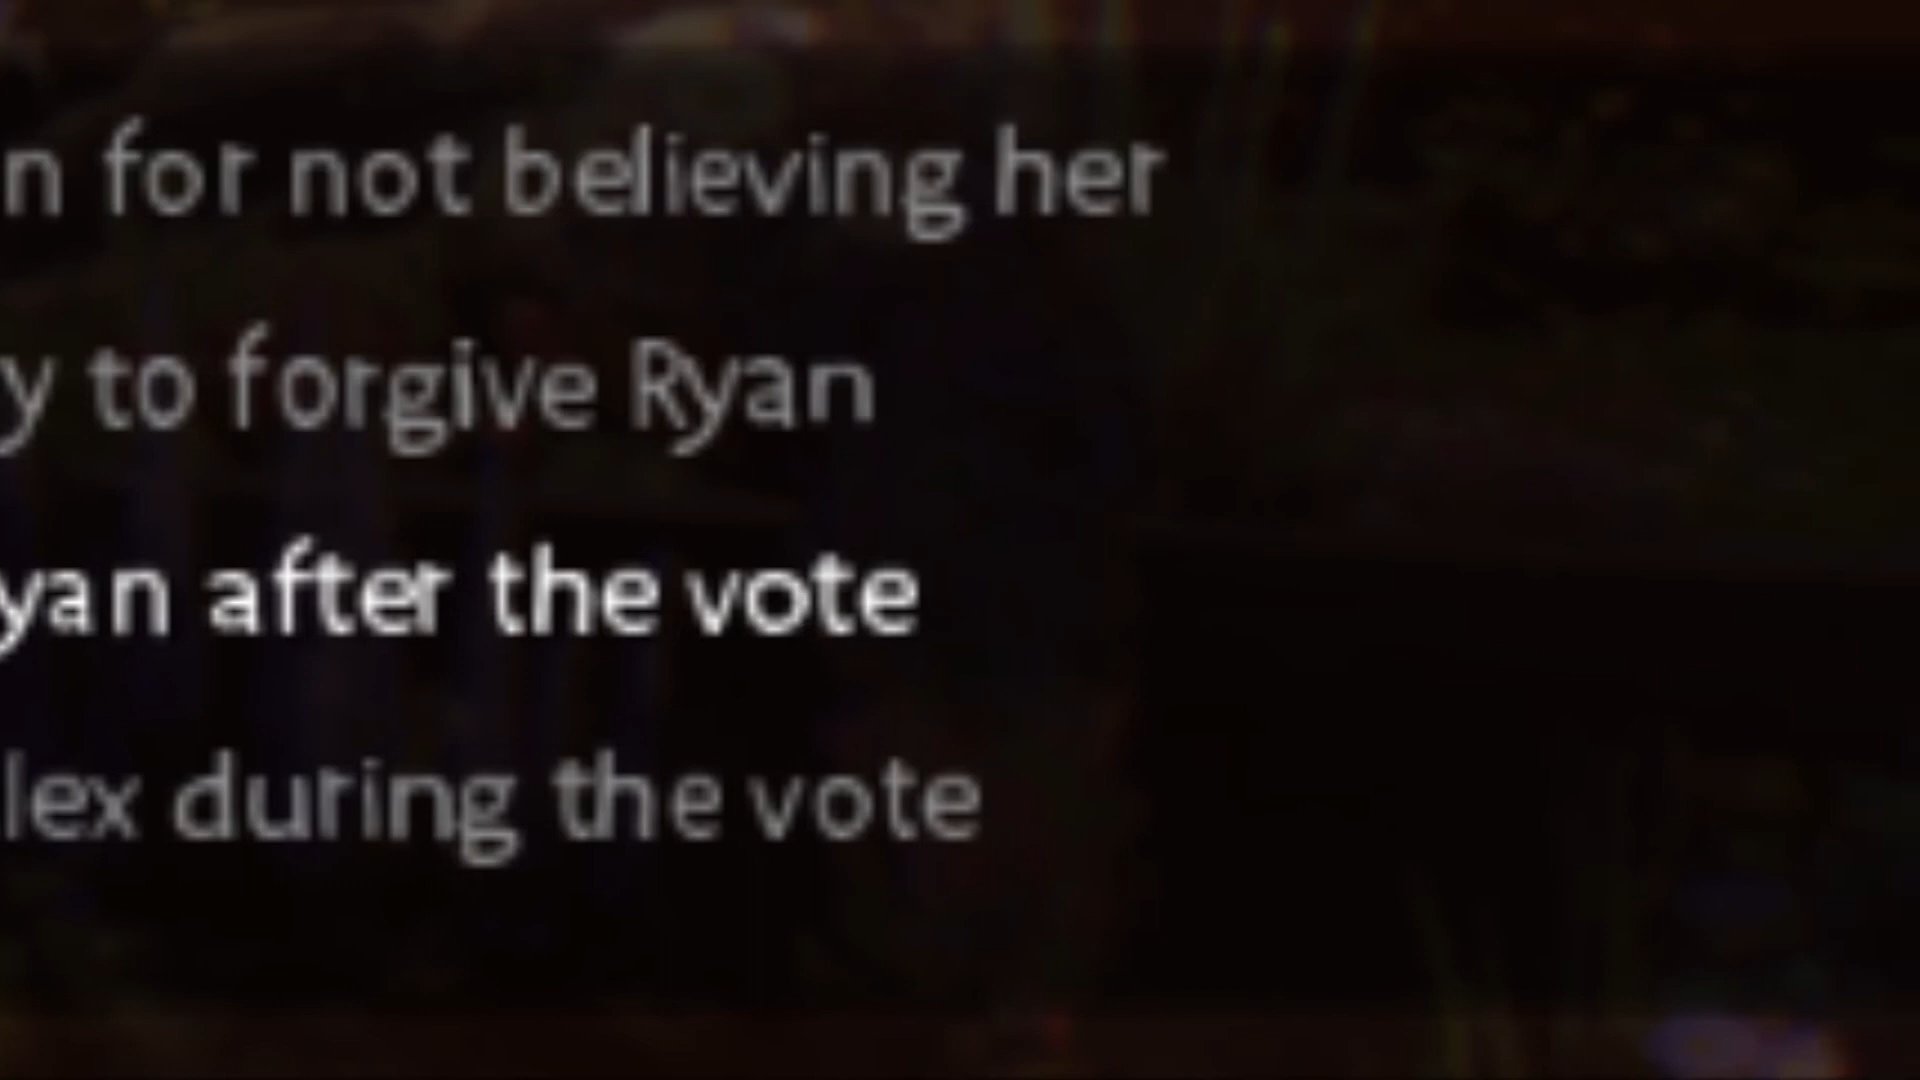 n for not believing her
y to forgive Ryan
yan after the vote
lex during the vote